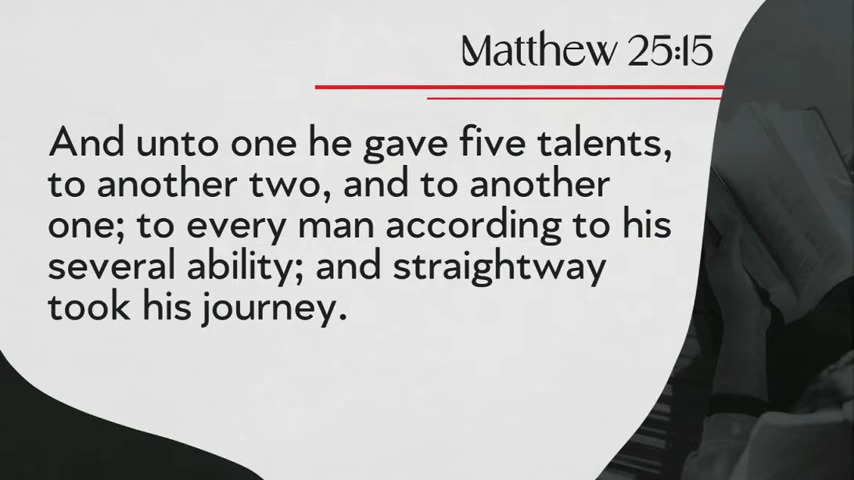 Matthew 25:15
And unto one he gave five talents,
to another two, and to another
one; to every man according to his
several ability; and straightway
took his journey.